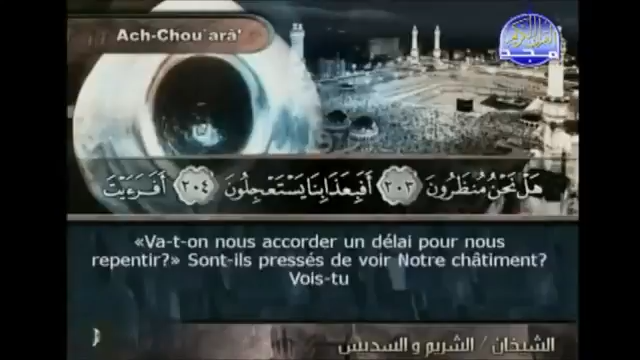 Ach-Chou'arâ'
مجد
هَلْ نَحْنُ مُنظَرُونَ ٢٠٣ أَفَبِعَذَابِنَا يَسْتَعْجِلُونَ ٢٠٤ أَفَرَءَيْتَ
«Va-t-on nous accorder un délai pour nous
repentir?» Sont-ils pressés de voir Notre châtiment?
Vois-tu
الشيخان / الشريم و السديس